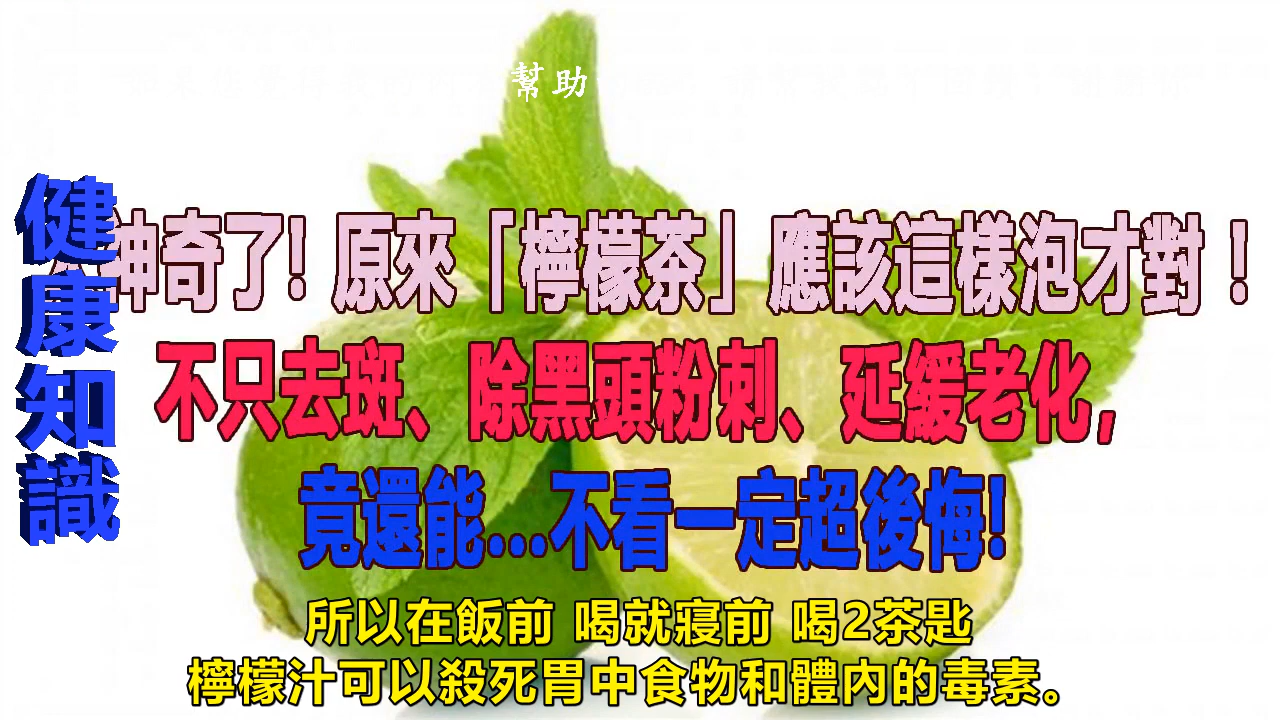 幫助
健康知識
神奇了! 原來「檸檬茶」應該這樣泡才對！
不只去斑、除黑頭粉刺、延緩老化，
竟還能...不看一定超後悔!
所以在飯前 喝就寢前 喝2茶匙
檸檬汁可以殺死胃中食物和體內的毒素。